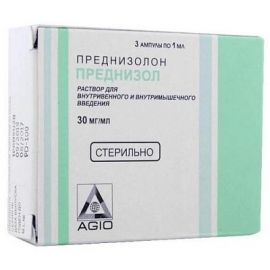 3 АМПУЛЫ ПО 1 МЛ
ПРЕДНИЗОЛОН
ПРЕДНИЗОЛ
РАСТВОР ДЛЯ
ВНУТРИВЕННОГО И ВНУТРИМЫШЕЧНОГО
ВВЕДЕНИЯ
30 МГ/МЛ
СТЕРИЛЬНО
AGIO